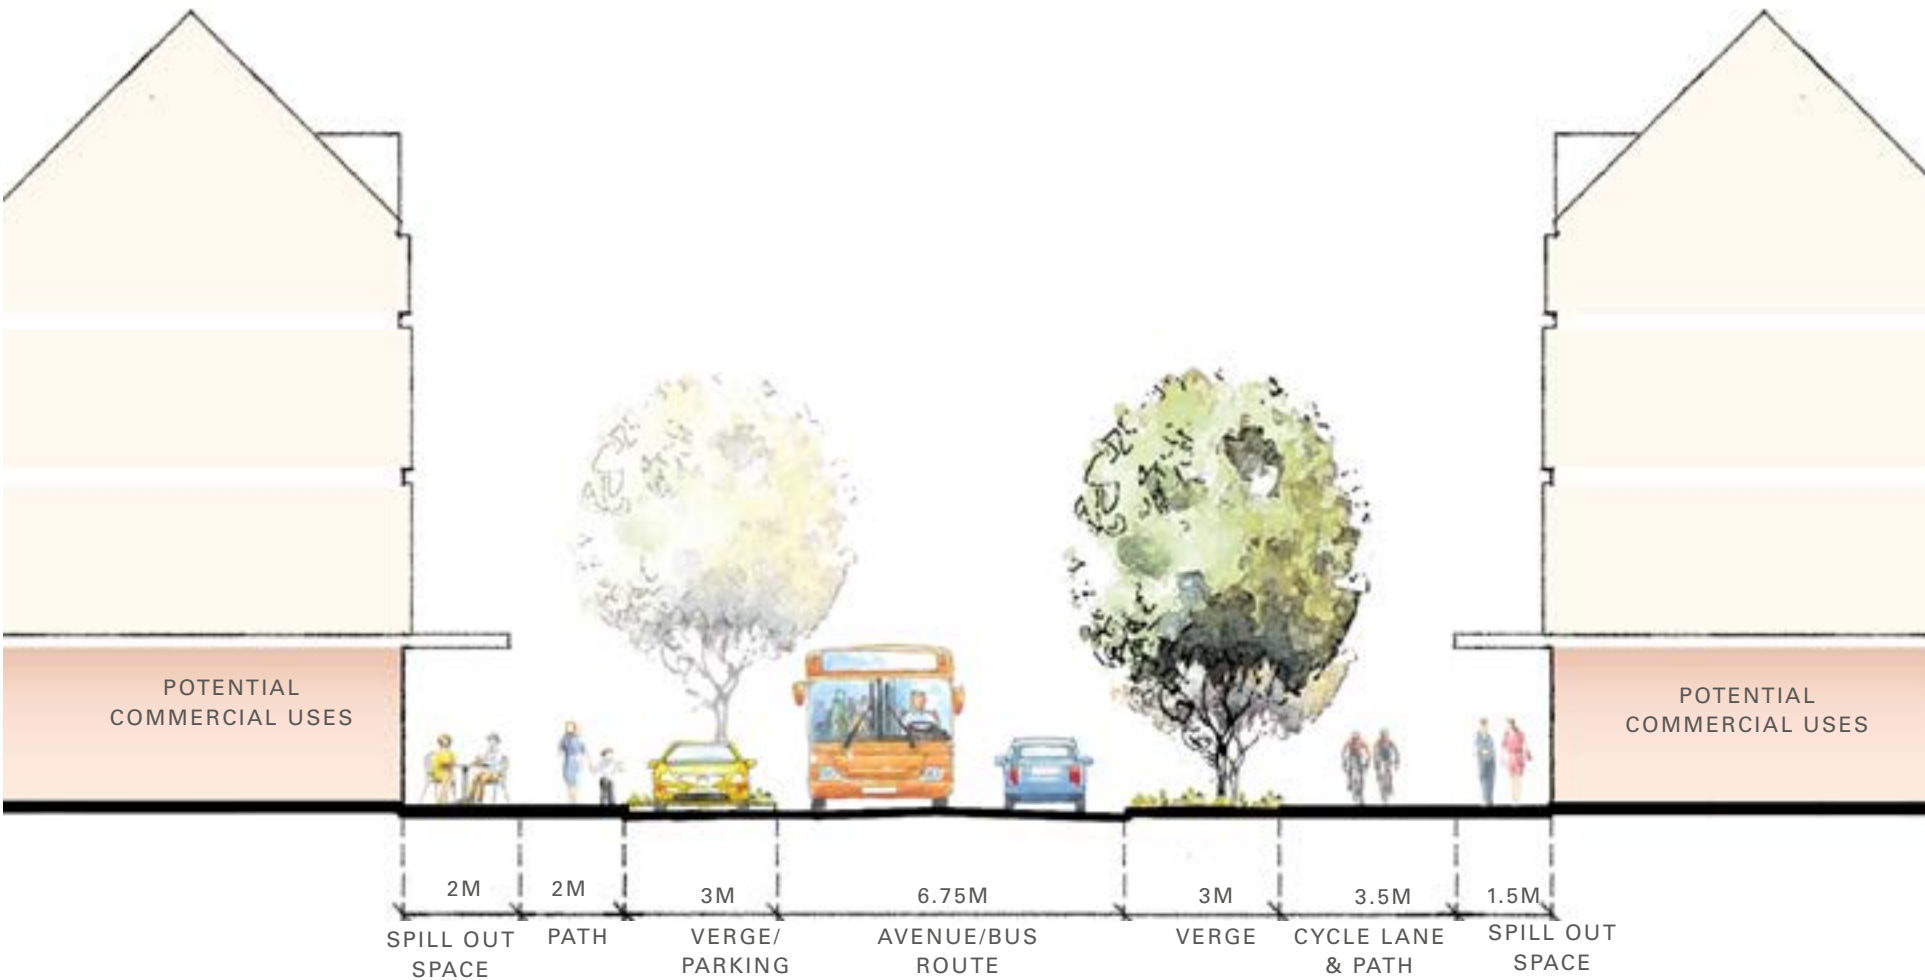 POTENTIAL
COMMERCIAL USES
POTENTIAL
COMMERCIAL USES
2M
2M
3M
6.75M
3M
3.5M
1.5M
SPILL OUT
SPACE
PATH
VERGE/
PARKING
AVENUE/BUS
ROUTE
VERGE
CYCLE LANE
& PATH
SPILL OUT
SPACE